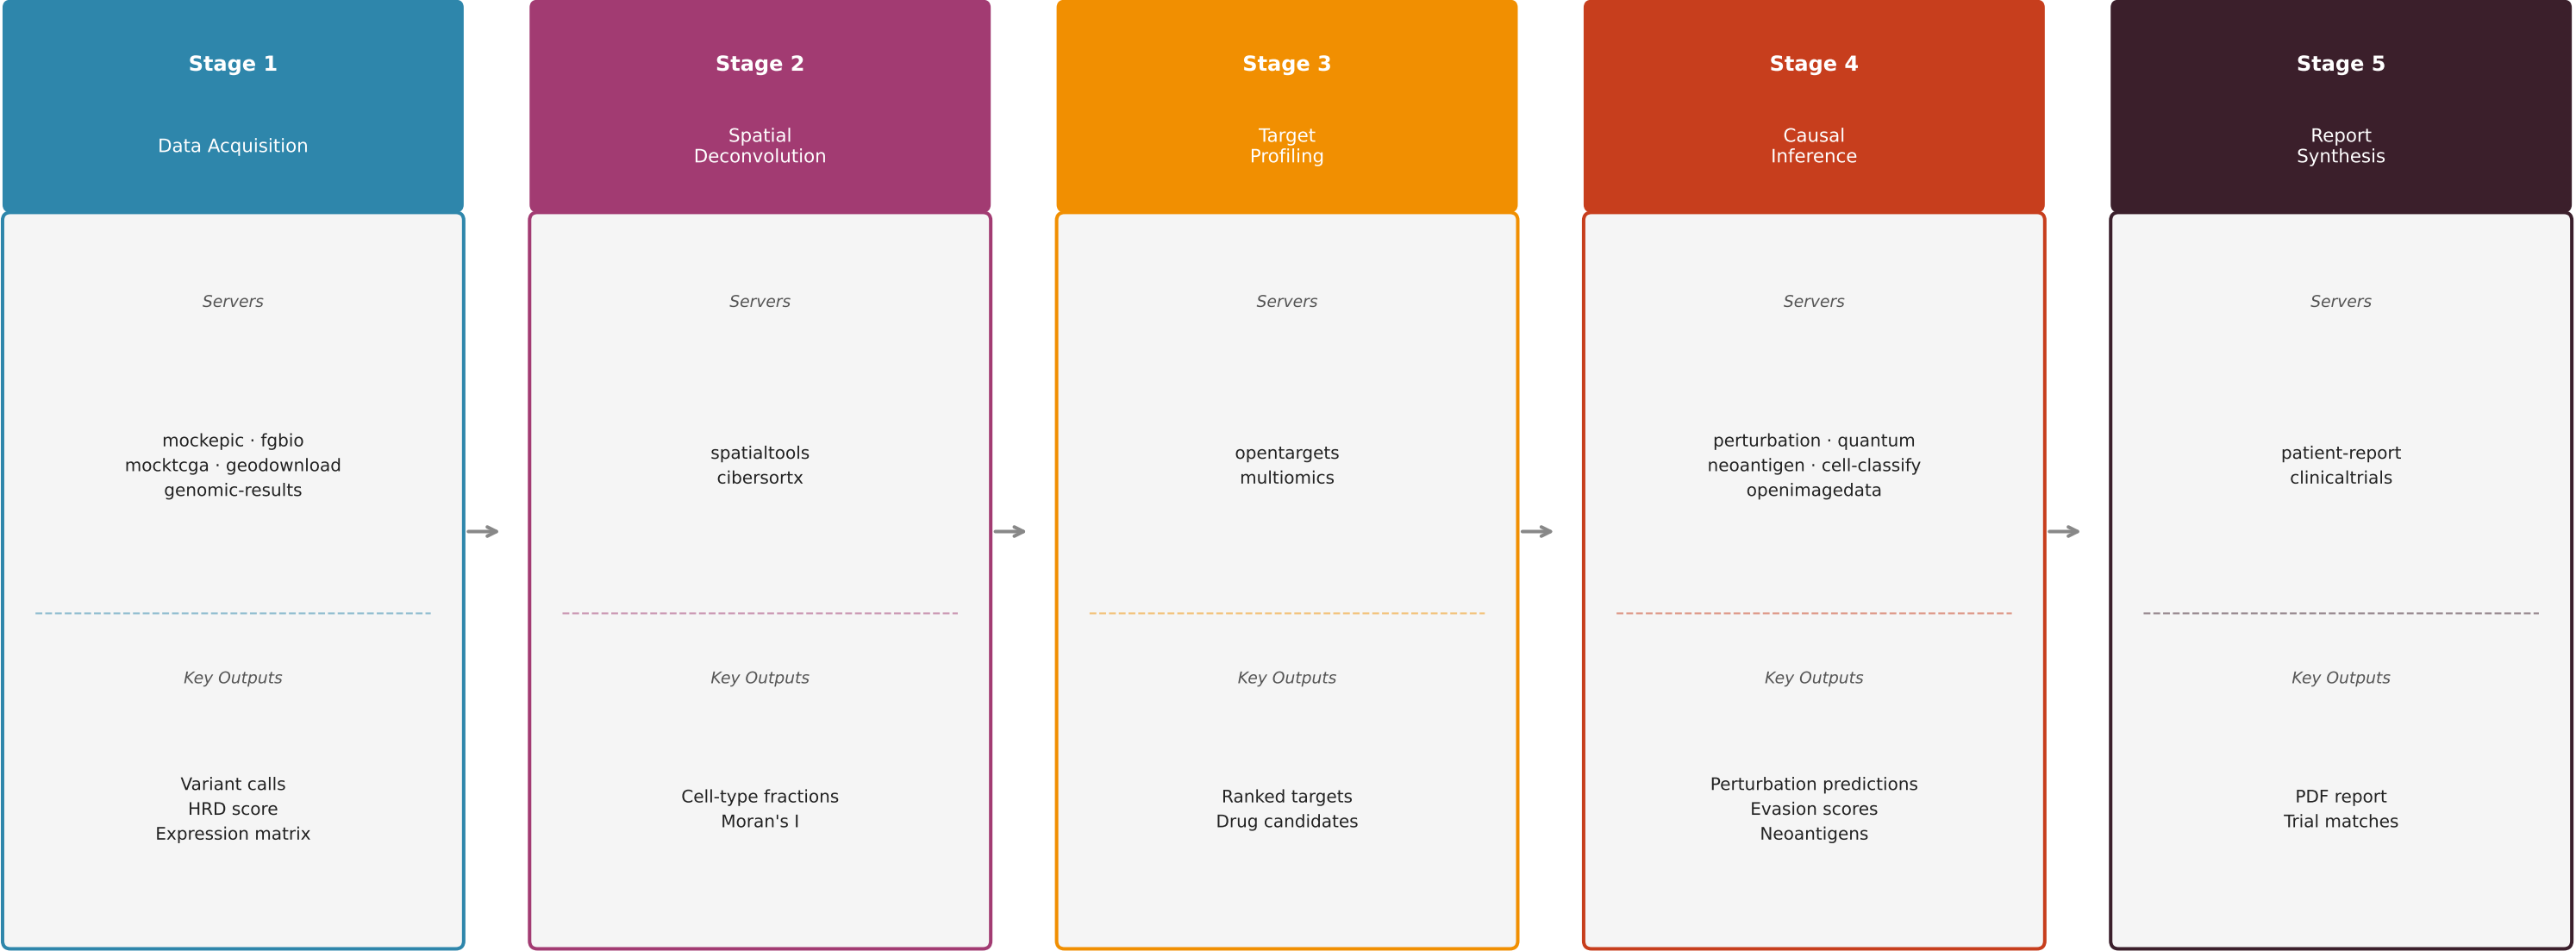 Stage 1
Data Acquisition
Servers
mockepic · fgbio
mocktcga · geodownload
genomic-results
Key Outputs
Variant calls
HRD score
Expression matrix
Stage 2
Spatial
Deconvolution
Servers
spatialtools
cibersortx
Key Outputs
Cell-type fractions
Moran's I
Stage 3
Target
Profiling
Servers
opentargets
multiomics
Key Outputs
Ranked targets
Drug candidates
Stage 4
Causal
Inference
Servers
perturbation · quantum
neoantigen · cell-classify
openimagedata
Key Outputs
Perturbation predictions
Evasion scores
Neoantigens
Stage 5
Report
Synthesis
Servers
patient-report
clinicaltrials
Key Outputs
PDF report
Trial matches